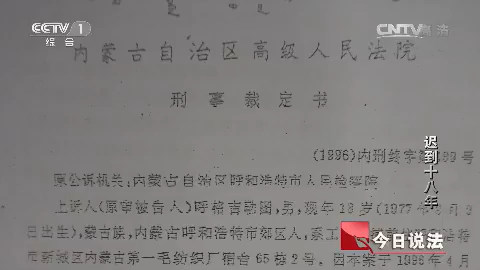 CCTV 1
综合
CNTV
内蒙古自治区高级人民法院
刑事裁定书
(1996)内刑终字第 号
原公诉机关:内蒙古自治区呼和浩特市人民检察院
上诉人(原审被告人)呼格吉勒图,男,现年18岁(1977年
日出生),蒙古族,内蒙古呼和浩特市郊区人,系
市新城区内蒙古第一毛纺织厂宿合65栋2号。因本案于1996年4月
迟到十八年
今日说法